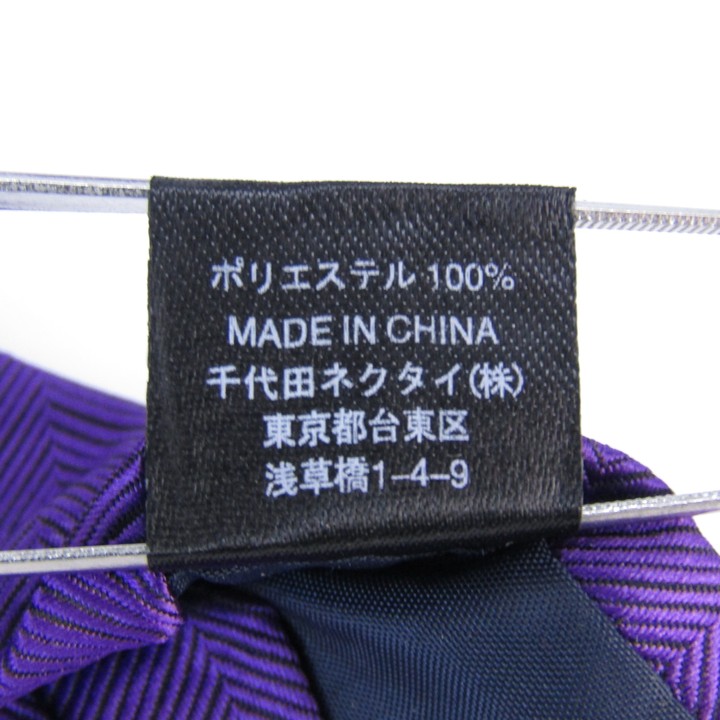 ポリエステル 100%
MADE IN CHINA
千代田ネクタイ(株)
東京都台東区
浅草橋1-4-9